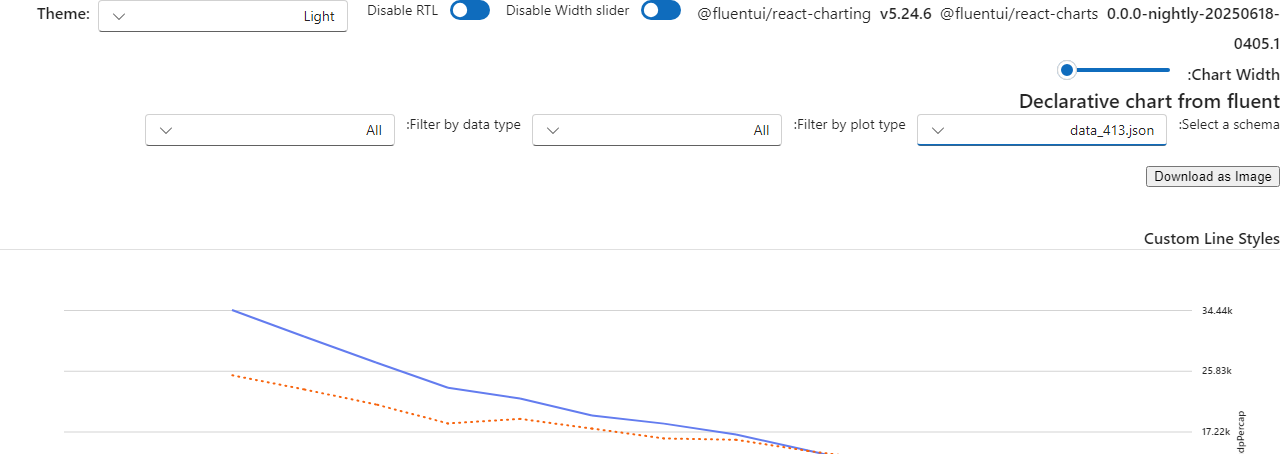 Theme: Light Disable RTL Disable Width slider @fluentui/react-charting v5.24.6 @fluentui/react-charts 0.0.0-nightly-20250618-
0405.1
:Chart Width
Declarative chart from fluent
:Select a schema data_413.json :Filter by plot type All :Filter by data type All
Download as Image
Custom Line Styles
34.44k
25.83k
17.22k
dpPercap